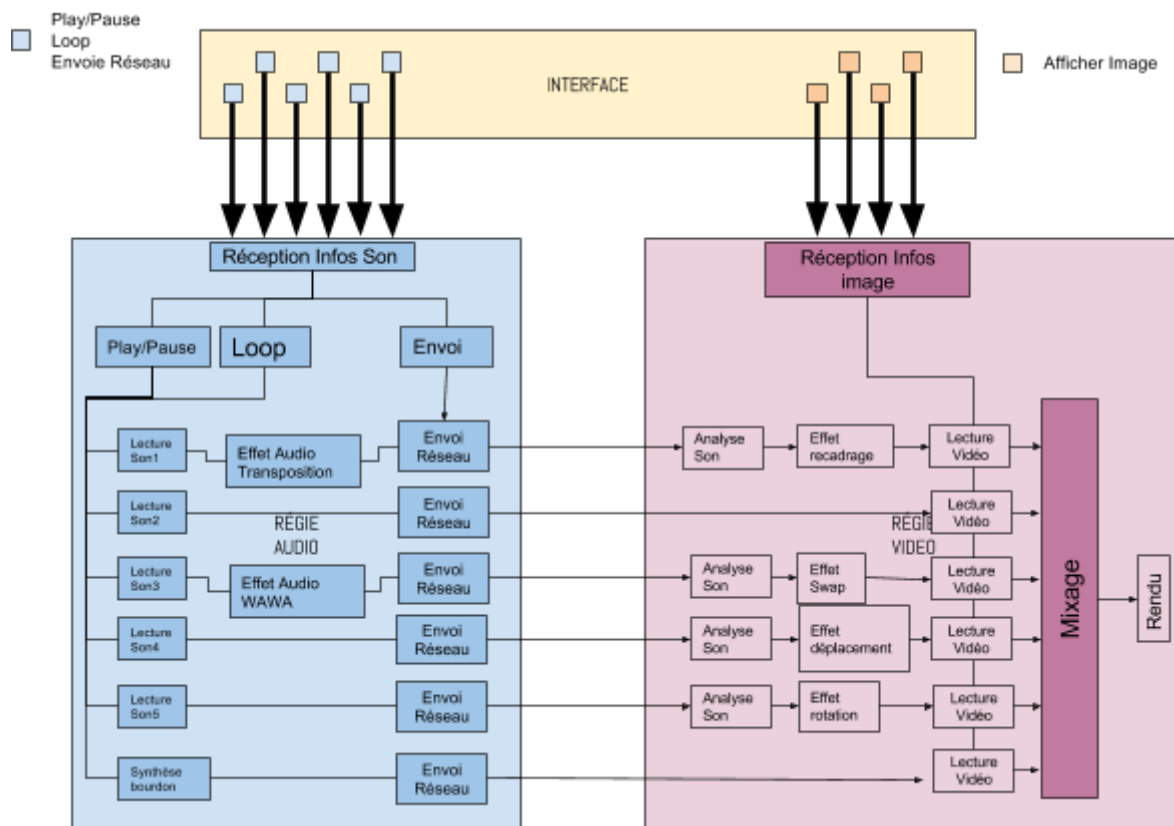 Play/Pause
Loop
Envoie Réseau
INTERFACE
Afficher Image
Réception Infos Son
Réception Infos
image
Play/Pause
Loop
Envoi
Lecture
Son1
Effet Audio
Transposition
Envoi
Réseau
Analyse
Son
Effet
recadrage
Lecture
Vidéo
Lecture
Son2
RÉGIE
AUDIO
Envoi
Réseau
RÉGIE
VIDEO
Lecture
Vidéo
Lecture
Son3
Effet Audio
WAWA
Envoi
Réseau
Analyse
Son
Effet
Swap
Lecture
Vidéo
Mixage
Rendu
Lecture
Son4
Envoi
Réseau
Analyse
Son
Effet
déplacement
Lecture
Vidéo
Lecture
Son5
Envoi
Réseau
Analyse
Son
Effet
rotation
Lecture
Vidéo
Synthèse
bourdon
Envoi
Réseau
Lecture
Vidéo